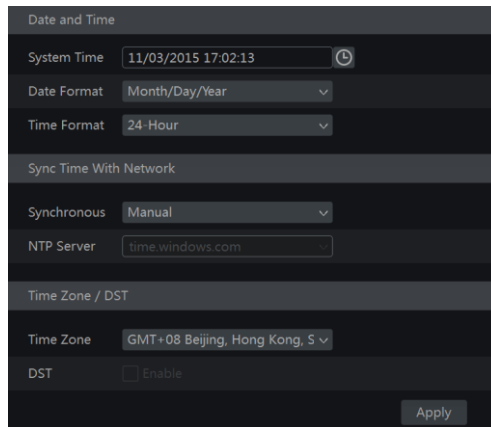 Date and Time
System Time 11/03/2015 17:02:13
Date Format Month/Day/Year
Time Format 24-Hour
Sync Time With Network
Synchronous Manual
NTP Server time.windows.com
Time Zone / DST
Time Zone GMT+08 Beijing, Hong Kong, S
DST Enable
Apply